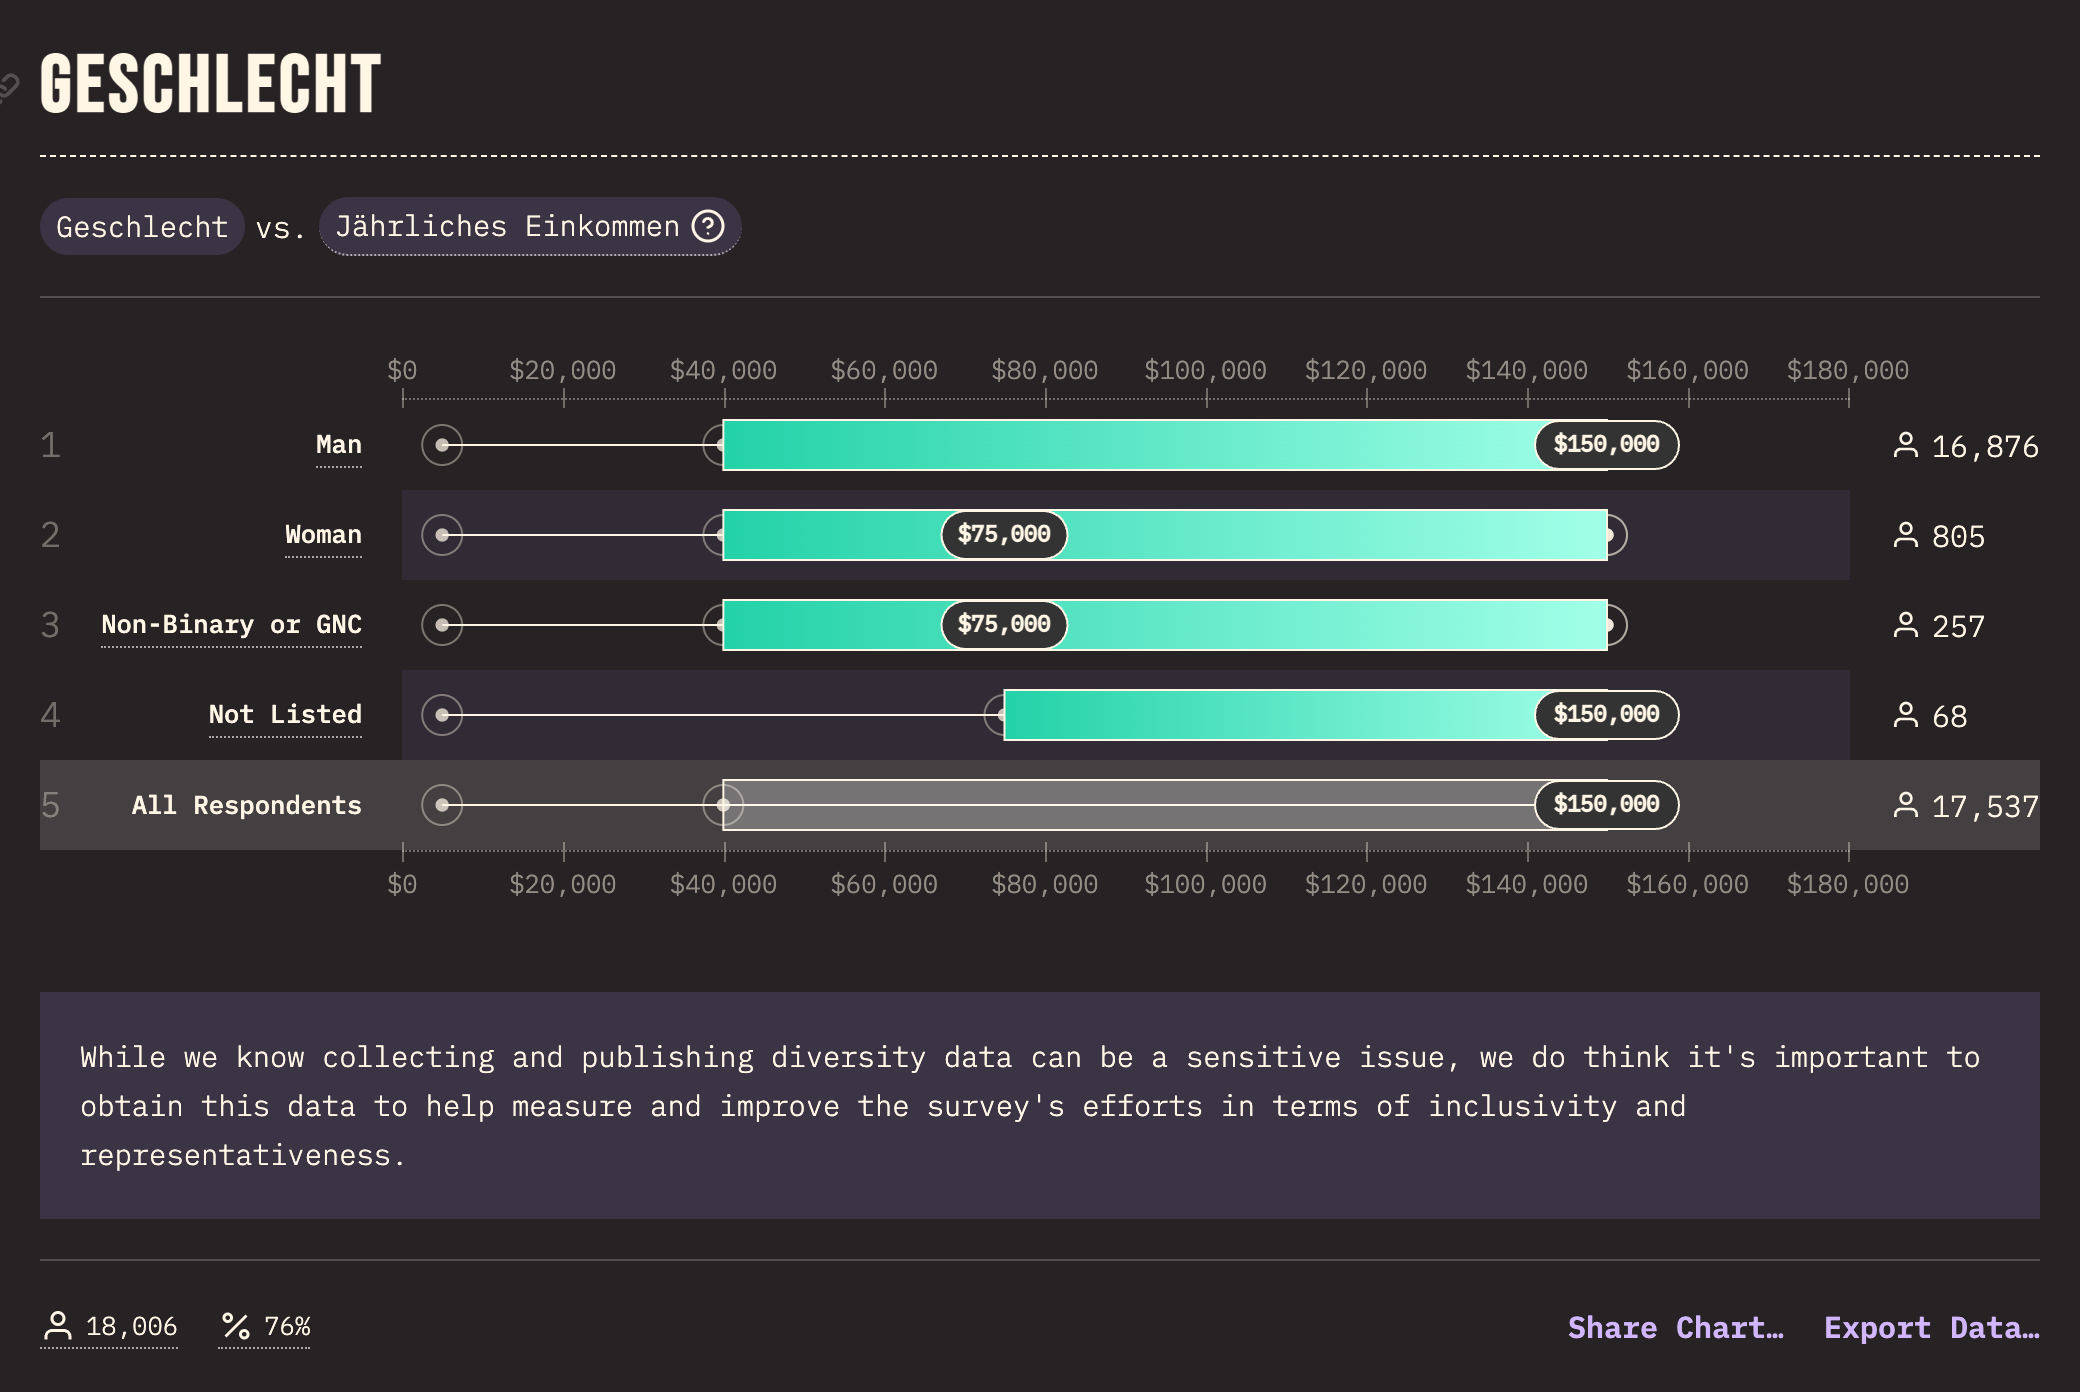 GESCHLECHT
Geschlecht vs. Jährliches Einkommen
$0 $20,000 $40,000 $60,000 $80,000 $100,000 $120,000 $140,000 $160,000 $180,000
1 Man $150,000 16,876
2 Woman $75,000 805
3 Non-Binary or GNC $75,000 257
4 Not Listed $150,000 68
5 All Respondents $150,000 17,537
$0 $20,000 $40,000 $60,000 $80,000 $100,000 $120,000 $140,000 $160,000 $180,000
While we know collecting and publishing diversity data can be a sensitive issue, we do think it's important to
obtain this data to help measure and improve the survey's efforts in terms of inclusivity and
representativeness.
18,006 76% Share Chart… Export Data…